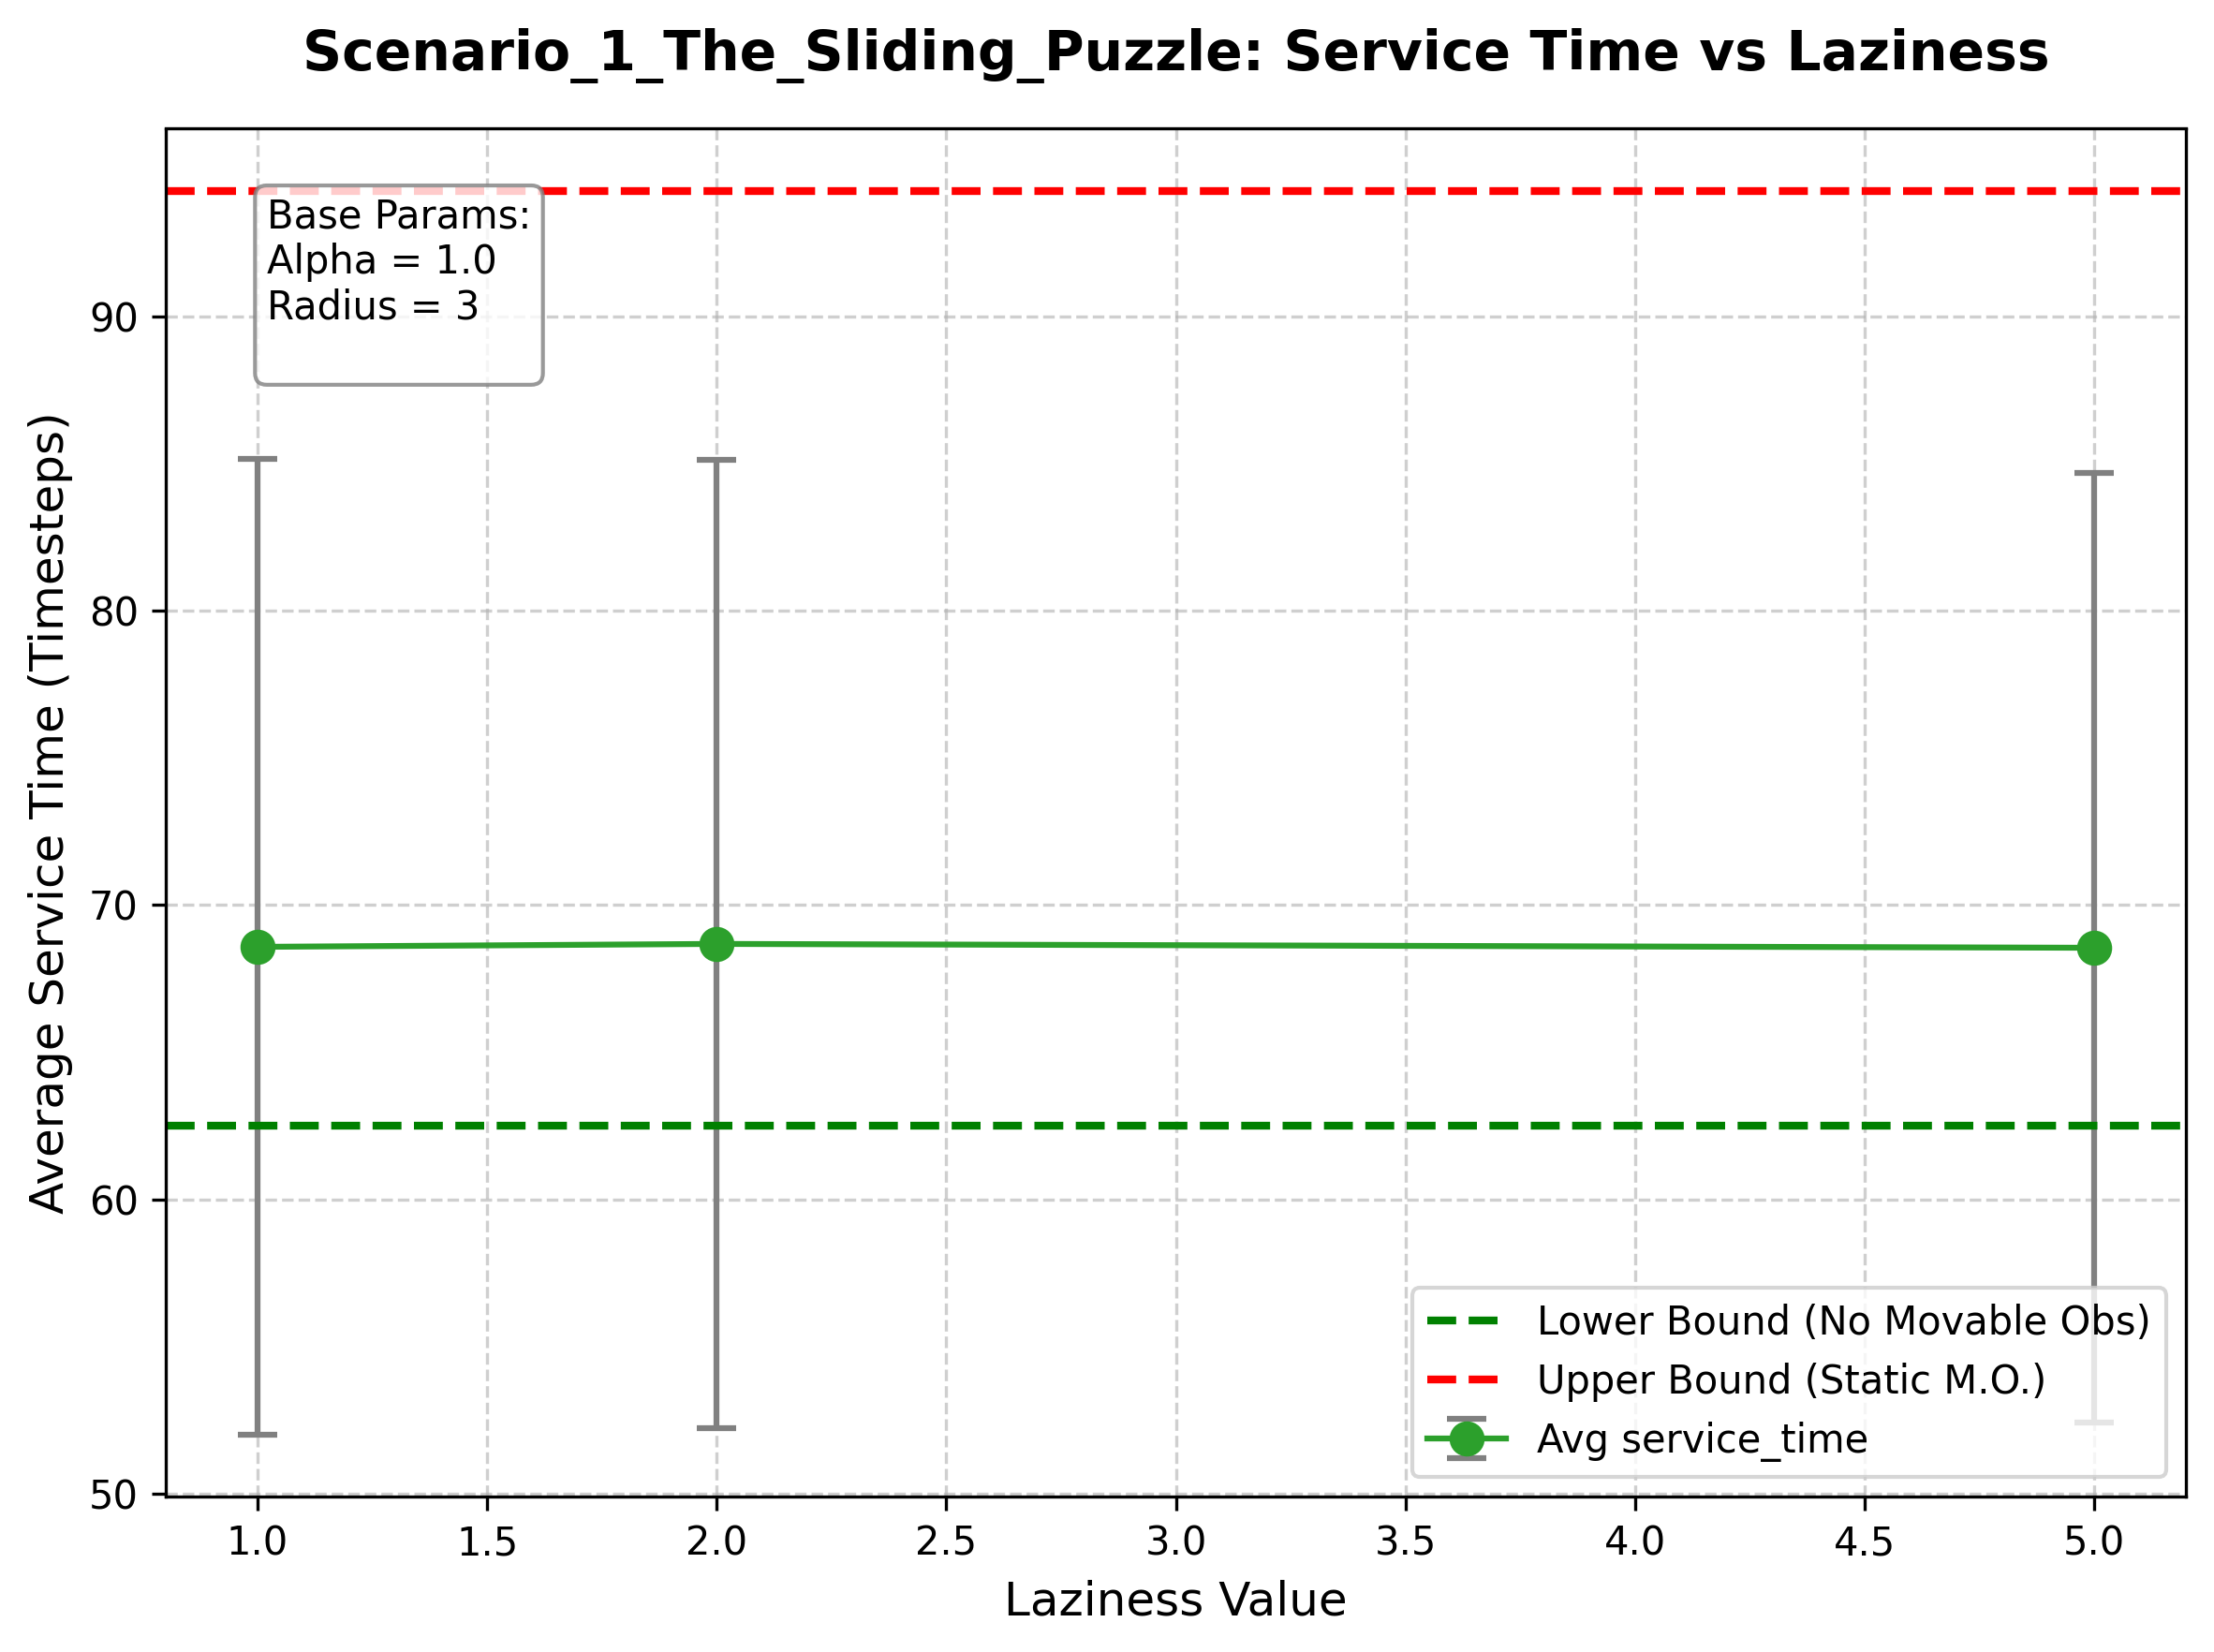 Scenario_1_The_Sliding_Puzzle: Service Time vs Laziness
Base Params:
Alpha = 1.0
Radius = 3
Average Service Time (Timesteps)
90
80
70
60
50
Lower Bound (No Movable Obs)
Upper Bound (Static M.O.)
Avg service_time
1.0 1.5 2.0 2.5 3.0 3.5 4.0 4.5 5.0
Laziness Value